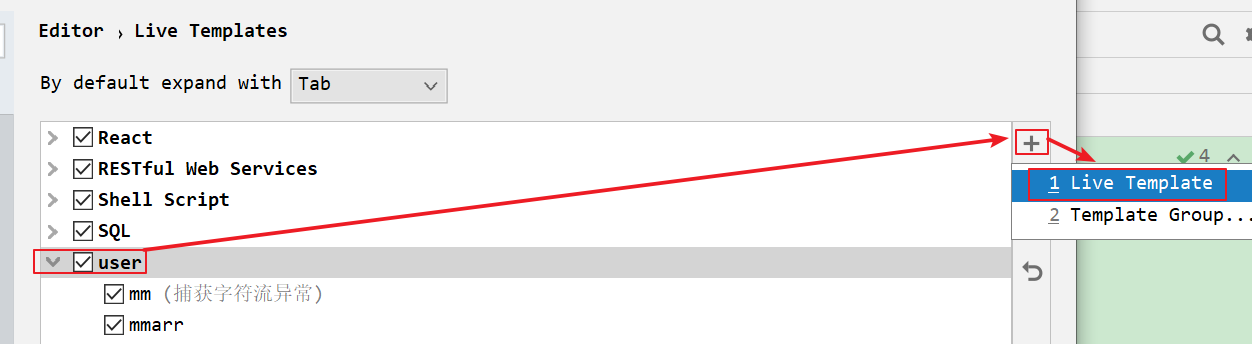 Editor › Live Templates
By default expand with Tab
React
RESTful Web Services
Shell Script
SQL
user
mm (捕获字符流异常)
mmarr
4
1 Live Template
2 Template Group...